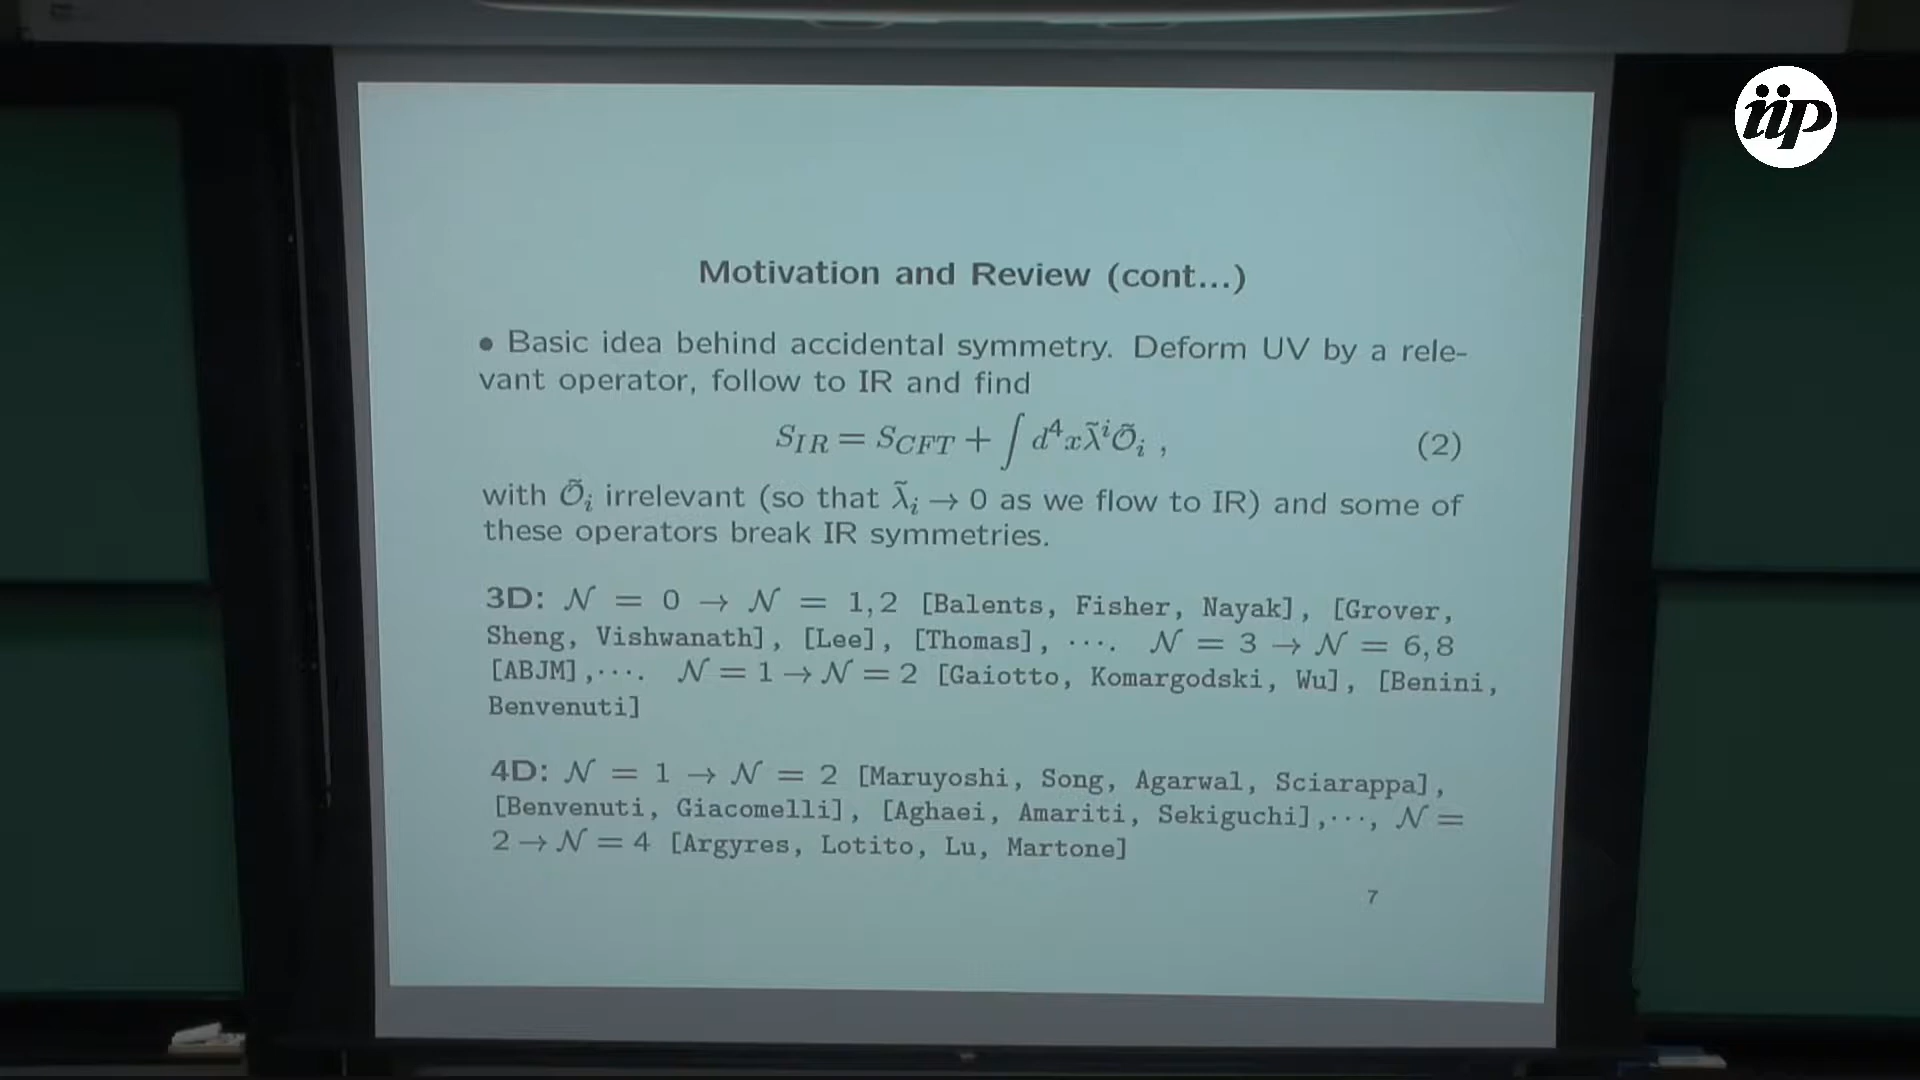 iip
Motivation and Review (cont...)
• Basic idea behind accidental symmetry. Deform UV by a rele-
vant operator, follow to IR and find
S_{IR} = S_{CFT} + ∫ d⁴x λ̃ⁱ Õ_i , (2)
with Õ_i irrelevant (so that λ̃_i → 0 as we flow to IR) and some of
these operators break IR symmetries.
3D: 𝒩 = 0 → 𝒩 = 1, 2 [Balents, Fisher, Nayak], [Grover,
Sheng, Vishwanath], [Lee], [Thomas], ···. 𝒩 = 3 → 𝒩 = 6, 8
[ABJM],···. 𝒩 = 1 → 𝒩 = 2 [Gaiotto, Komargodski, Wu], [Benini,
Benvenuti]
4D: 𝒩 = 1 → 𝒩 = 2 [Maruyoshi, Song, Agarwal, Sciarappa],
[Benvenuti, Giacomelli], [Aghaei, Amariti, Sekiguchi],···, 𝒩 =
2 → 𝒩 = 4 [Argyres, Lotito, Lu, Martone]
7